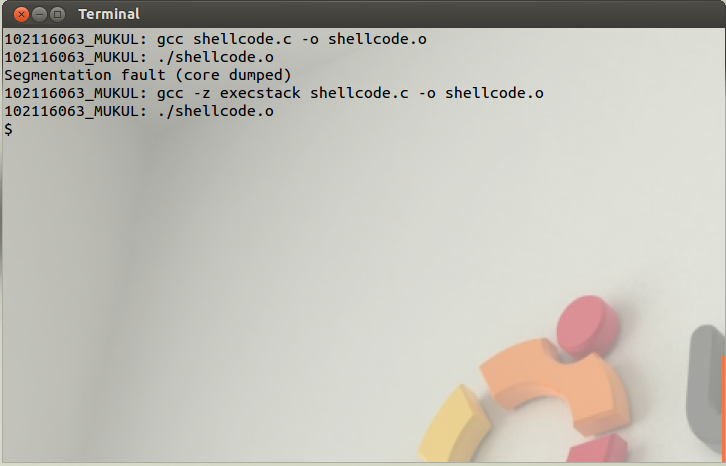 Terminal
102116063_MUKUL: gcc shellcode.c -o shellcode.o
102116063_MUKUL: ./shellcode.o
Segmentation fault (core dumped)
102116063_MUKUL: gcc -z execstack shellcode.c -o shellcode.o
102116063_MUKUL: ./shellcode.o
$